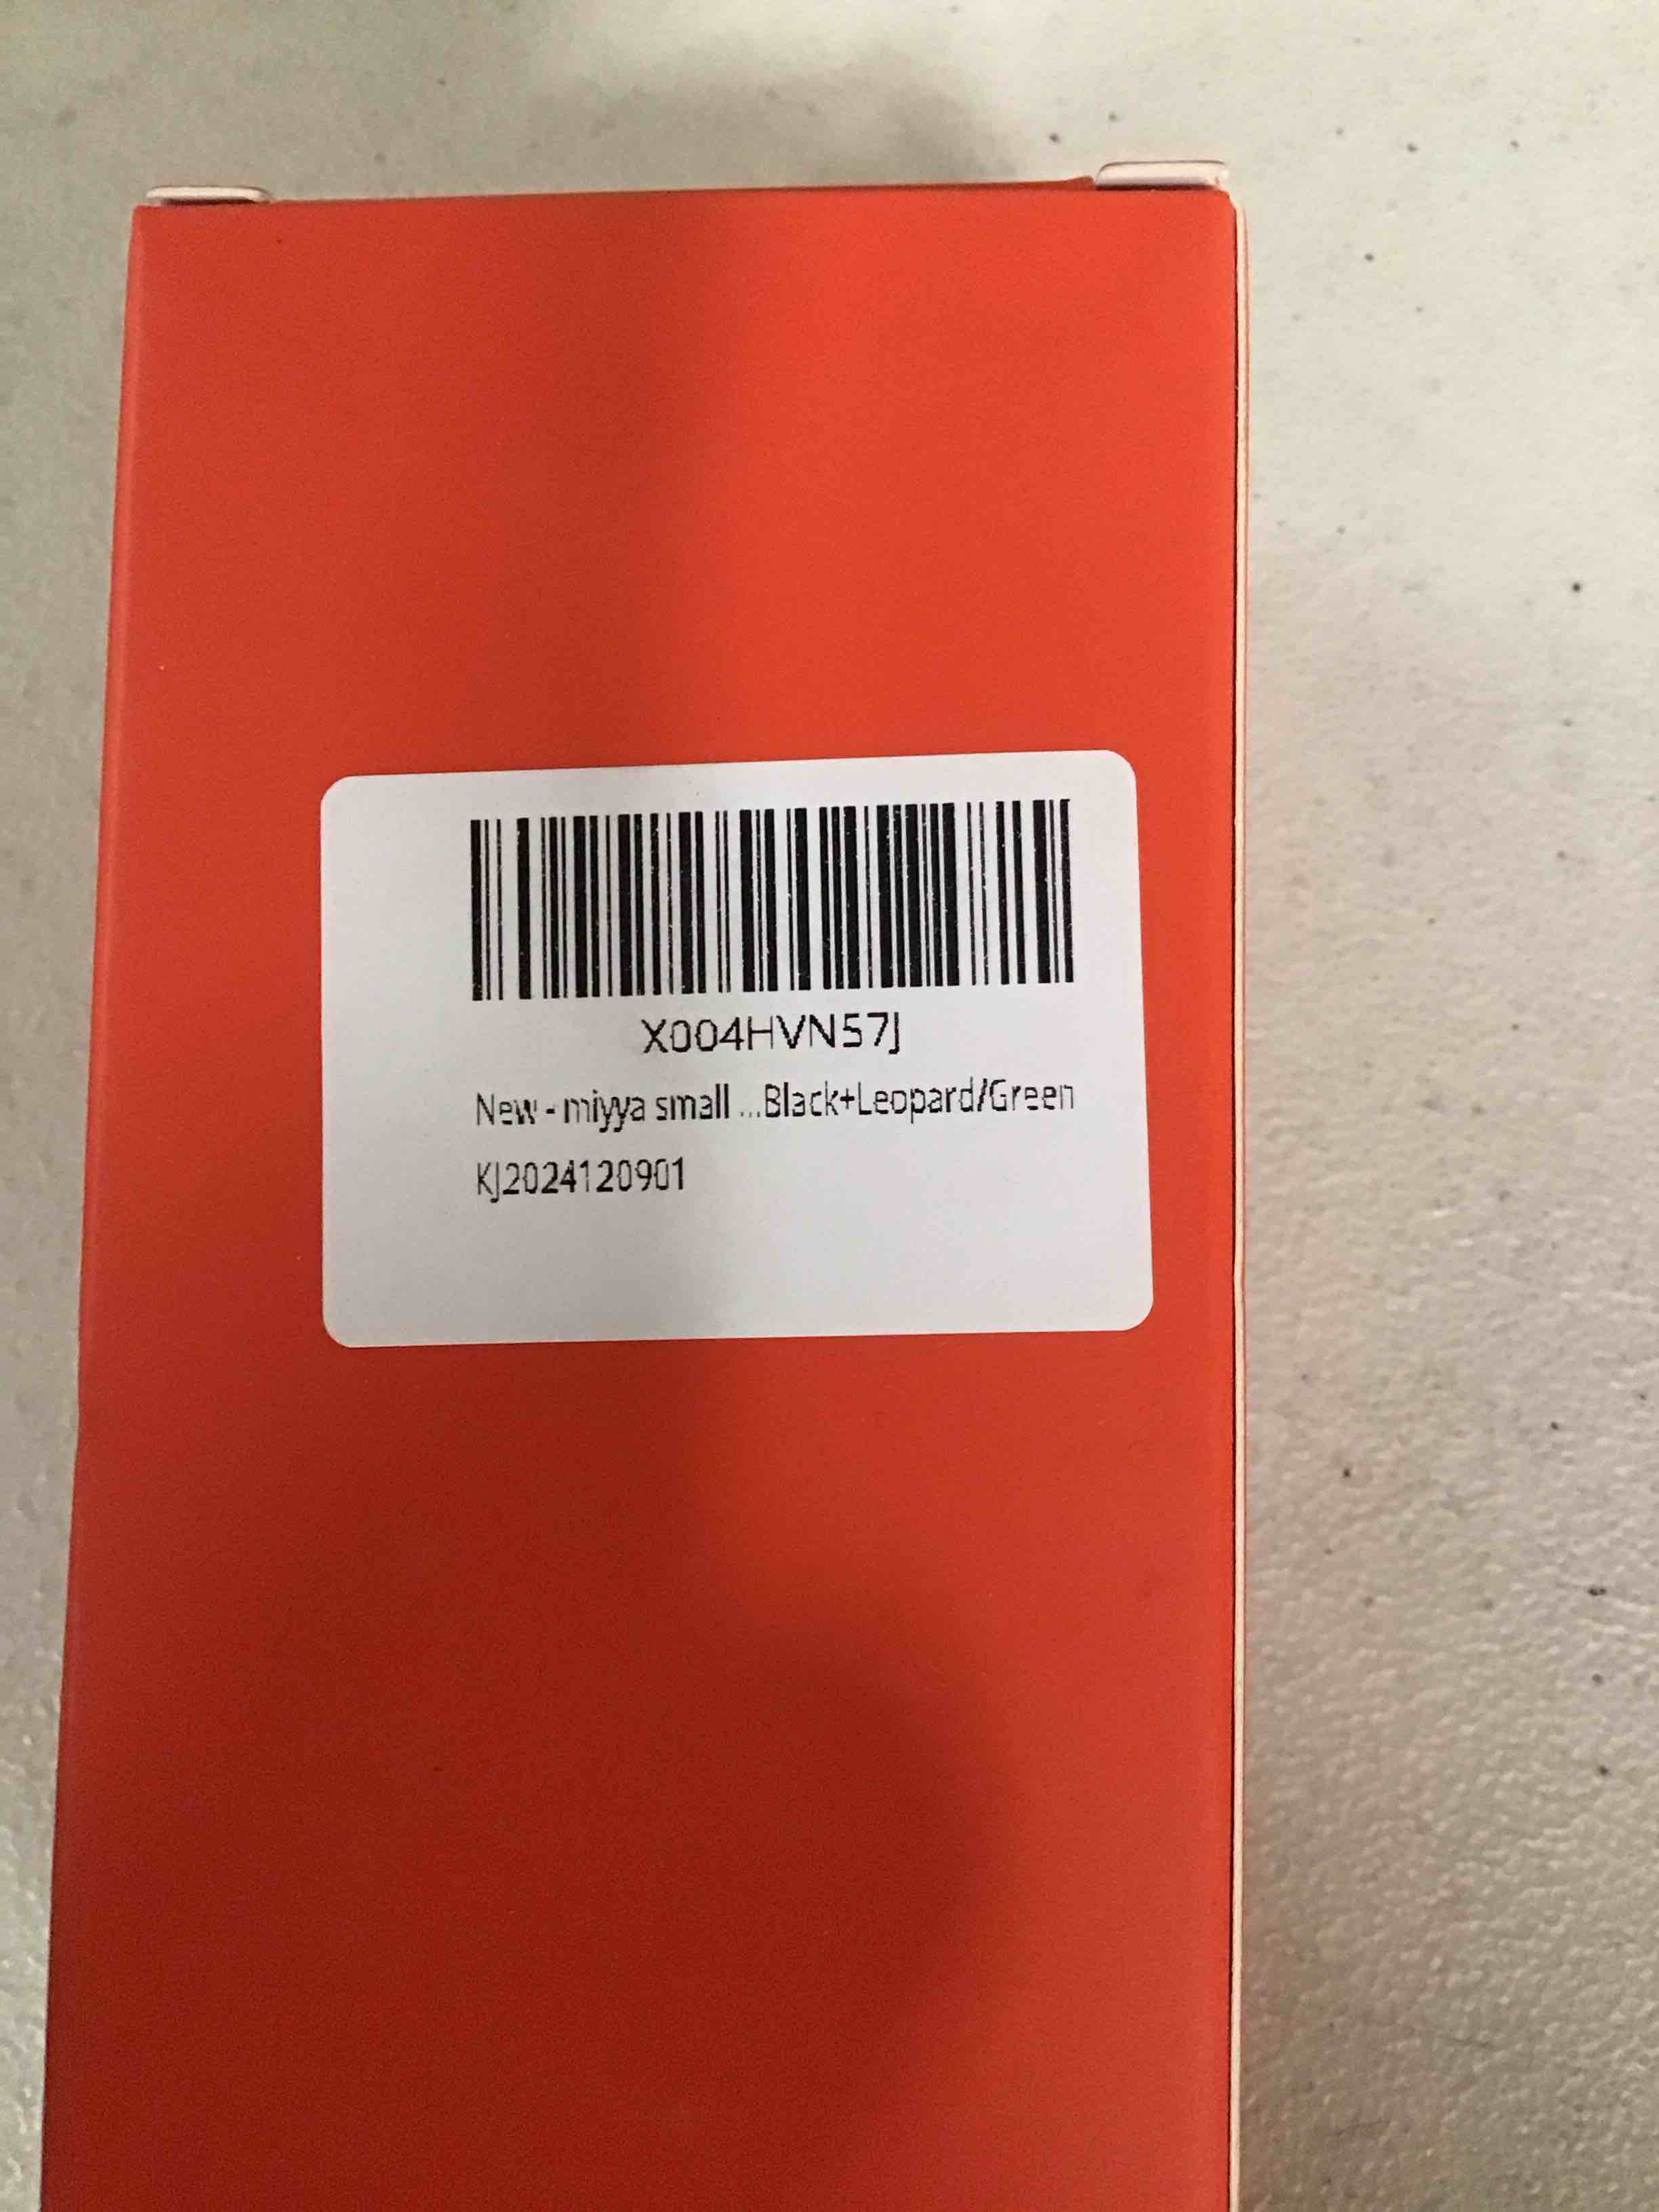 X004HVN57J
New - miyya small ...Black+Leopard/Green
KJ2024120901